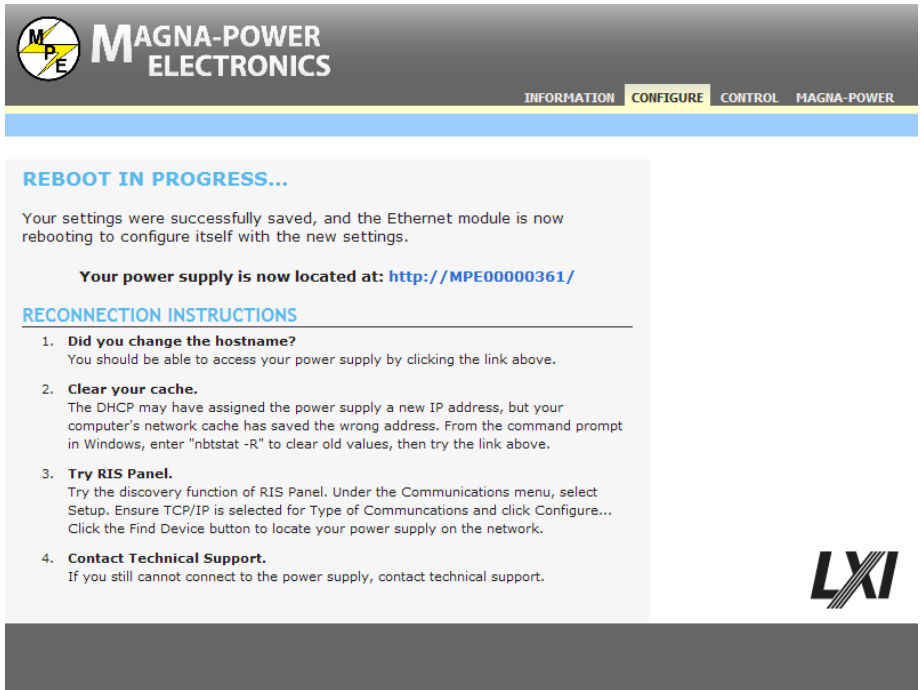 MPE
MAGNA-POWER
ELECTRONICS
INFORMATION CONFIGURE CONTROL MAGNA-POWER
REBOOT IN PROGRESS...
Your settings were successfully saved, and the Ethernet module is now
rebooting to configure itself with the new settings.
Your power supply is now located at: http://MPE00000361/
RECONNECTION INSTRUCTIONS
1. Did you change the hostname?
You should be able to access your power supply by clicking the link above.
2. Clear your cache.
The DHCP may have assigned the power supply a new IP address, but your
computer's network cache has saved the wrong address. From the command prompt
in Windows, enter "nbtstat -R" to clear old values, then try the link above.
3. Try RIS Panel.
Try the discovery function of RIS Panel. Under the Communications menu, select
Setup. Ensure TCP/IP is selected for Type of Communcations and click Configure...
Click the Find Device button to locate your power supply on the network.
4. Contact Technical Support.
If you still cannot connect to the power supply, contact technical support.
LXI